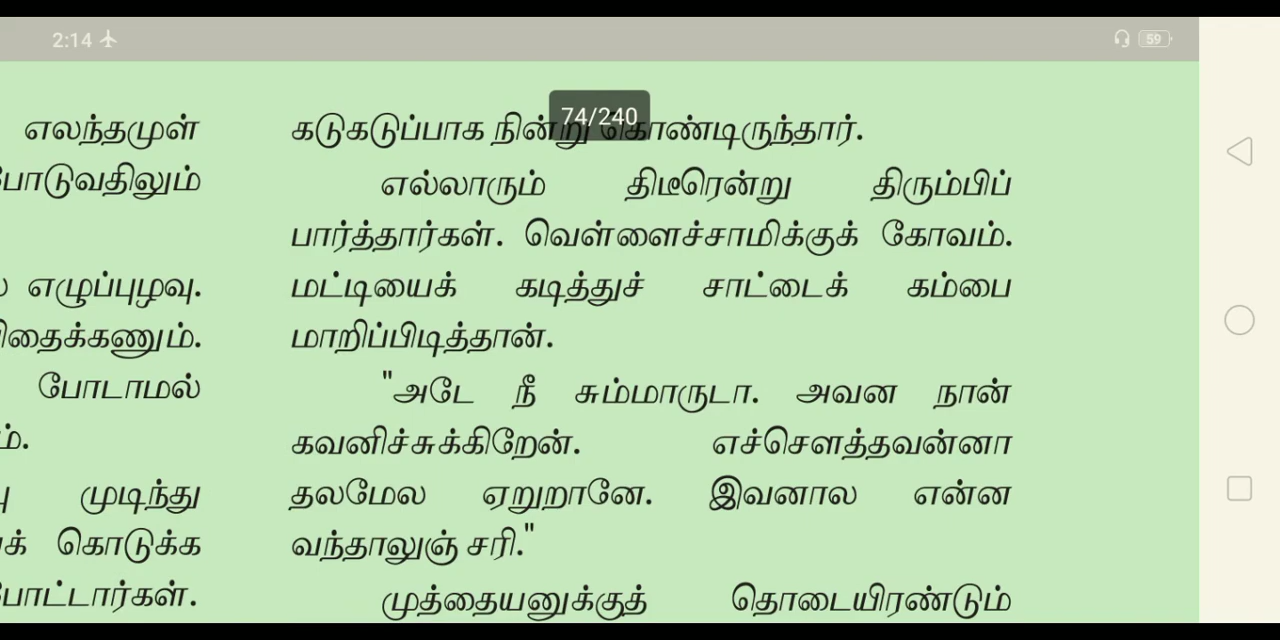 2:14
59
74/240
எலந்தமுள்
போடுவதிலும்
எழுப்புழவு.
போடாமல்
முடிந்து
கொடுக்க
போட்டார்கள்.
கடுகடுப்பாக நின்று கொண்டிருந்தார்.
எல்லாரும் திடீரென்று திரும்பிப்
பார்த்தார்கள். வெள்ளைச்சாமிக்குக் கோவம்.
மட்டியைக் கடித்துச் சாட்டைக் கம்பை
மாறிப்பிடித்தான்.
"அடே நீ சும்மாருடா. அவன நான்
கவனிச்சுக்கிறேன். எச்சௌத்தவன்னா
தலமேல ஏறுறானே. இவனால என்ன
வந்தாலுஞ் சரி."
முத்தையனுக்குத் தொடையிரண்டும்